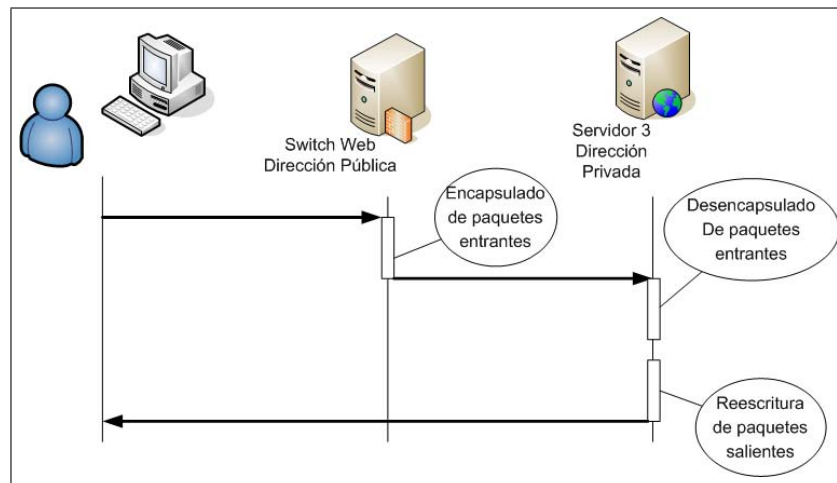 Switch Web
Dirección Pública
Servidor 3
Dirección
Privada
Encapsulado
de paquetes
entrantes
Desencapsulado
De paquetes
entrantes
Reescritura
de paquetes
salientes